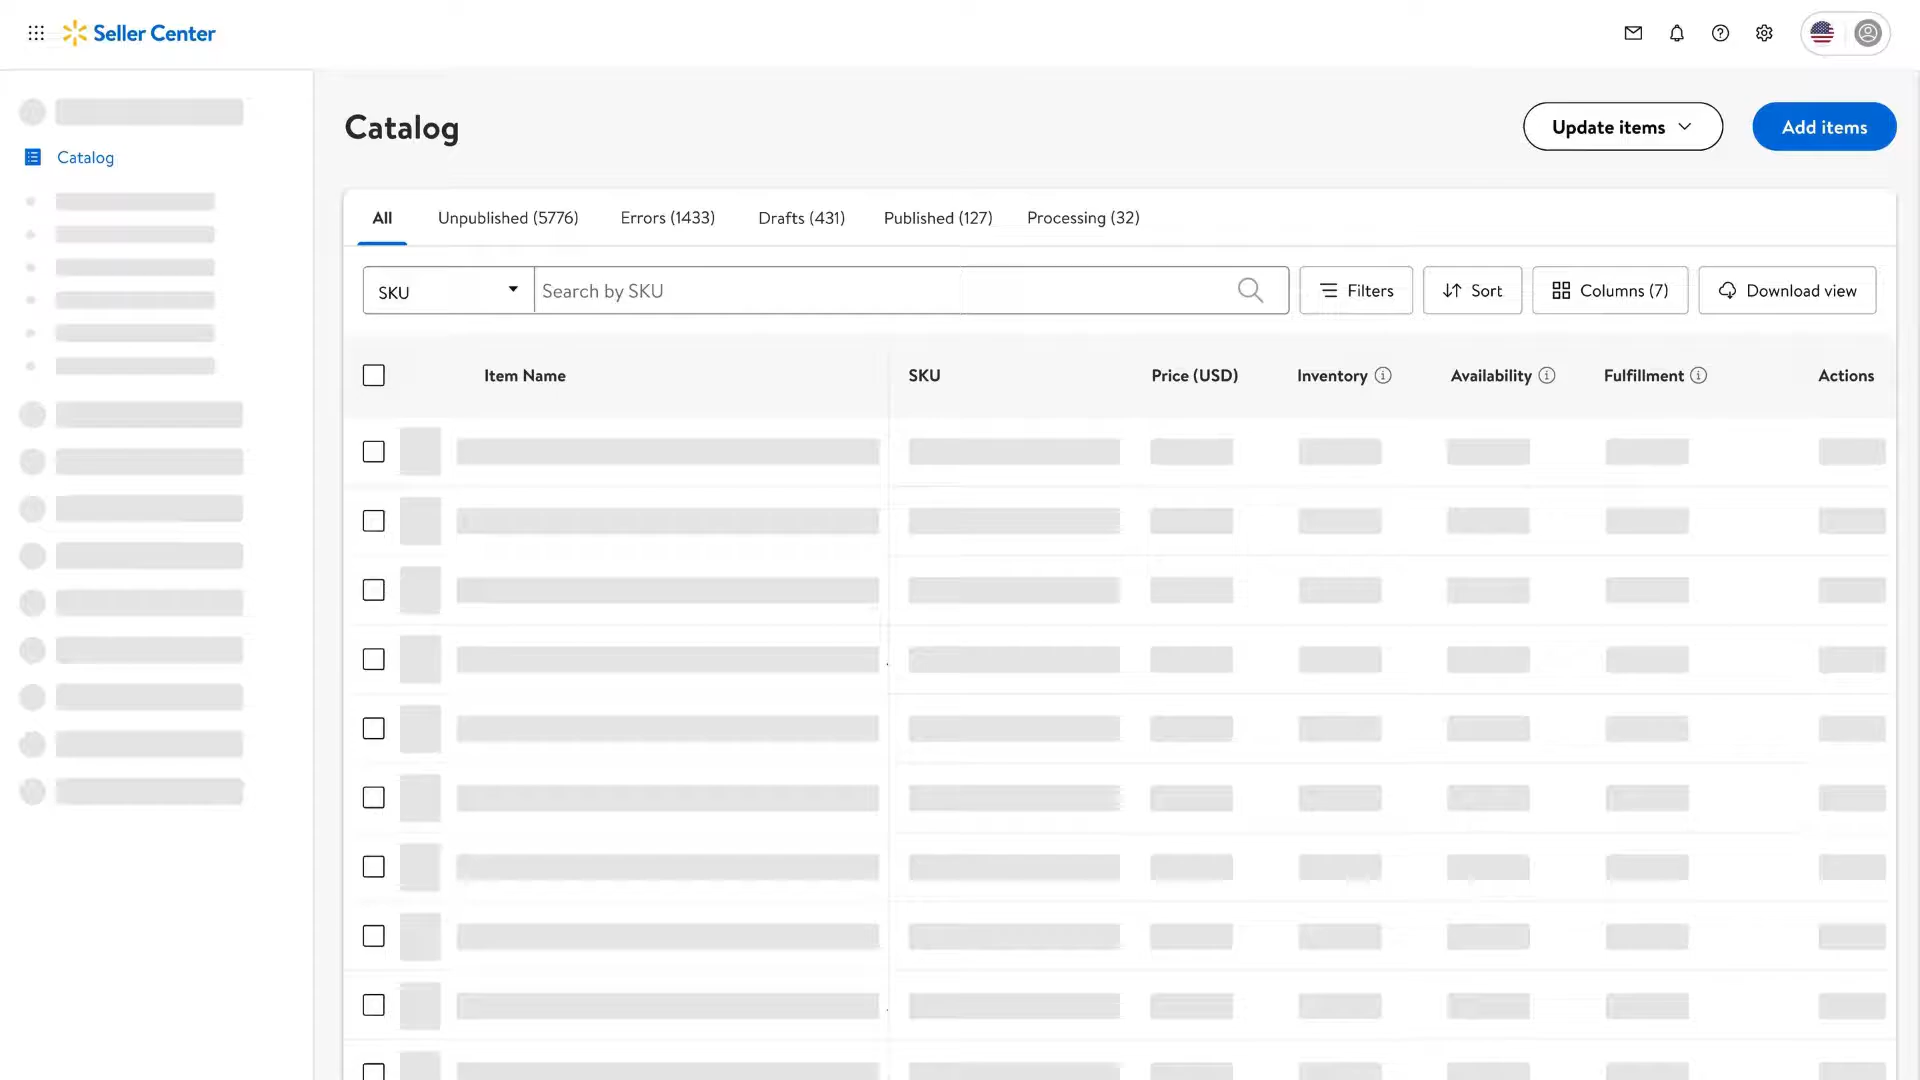 Seller Center
Catalog
Catalog
Update items
Add items
All
Unpublished (5776)
Errors (1433)
Drafts (431)
Published (127)
Processing (32)
SKU
Search by SKU
Filters
Sort
Columns (7)
Download view
Item Name
SKU
Price (USD)
Inventory
Availability
Fulfillment
Actions